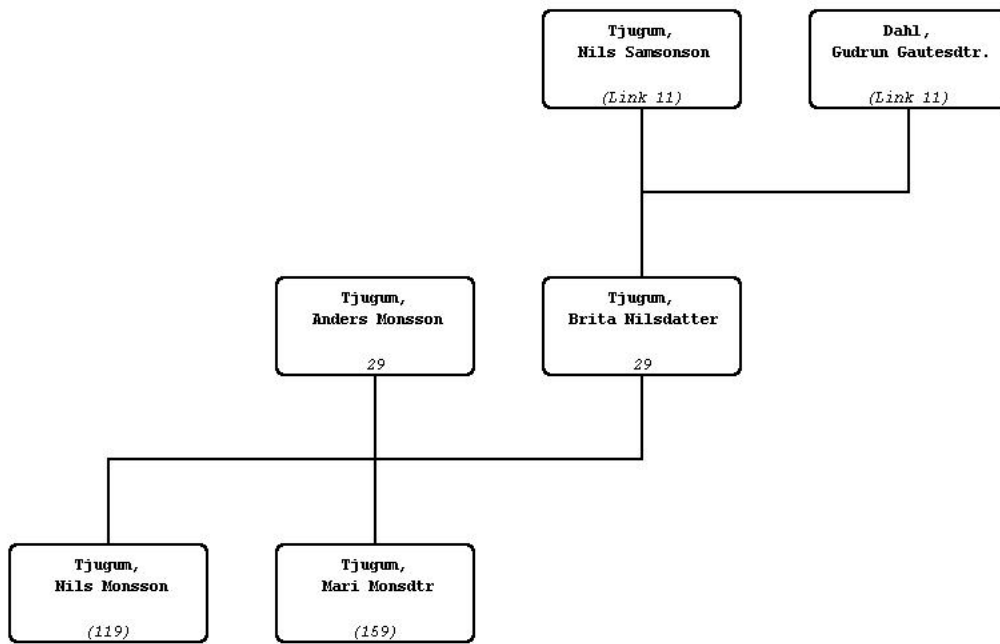 Tjugum,
Nils Samsonson
(Link 11)
Dahl,
Gudrun Gautesdtr.
(Link 11)
Tjugum,
Anders Monsson
29
Tjugum,
Brita Nilsdatter
29
Tjugum,
Nils Monsson
(119)
Tjugum,
Mari Monsdtr
(159)